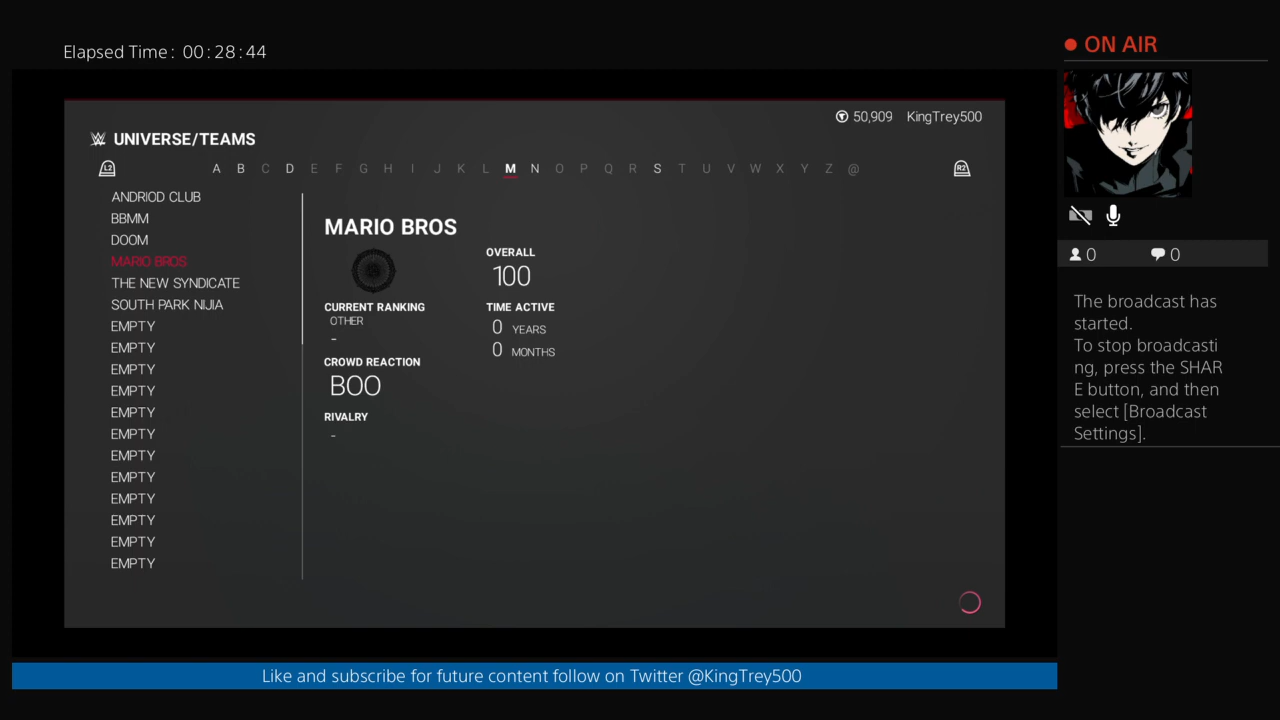 Elapsed Time: 00:28:44
ON AIR
50,909 KingTrey500
UNIVERSE/TEAMS
L2 A B C D E F G H I J K L M N O P Q R S T U V W X Y Z @ R2
ANDRIOD CLUB
BBMM
DOOM
MARIO BROS
THE NEW SYNDICATE
SOUTH PARK NIJIA
EMPTY
EMPTY
EMPTY
EMPTY
EMPTY
EMPTY
EMPTY
EMPTY
EMPTY
EMPTY
EMPTY
EMPTY
MARIO BROS
OVERALL
100
CURRENT RANKING
OTHER
-
TIME ACTIVE
0 YEARS
0 MONTHS
CROWD REACTION
BOO
RIVALRY
-
0 0
The broadcast has
started.
To stop broadcasti
ng, press the SHAR
E button, and then
select [Broadcast
Settings].
Like and subscribe for future content follow on Twitter @KingTrey500